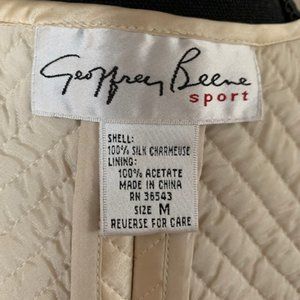 Geoffrey Beene
sport
SHELL:
100% SILK CHARMEUSE
LINING:
100% ACETATE
MADE IN CHINA
RN 36543
SIZE M
REVERSE FOR CARE